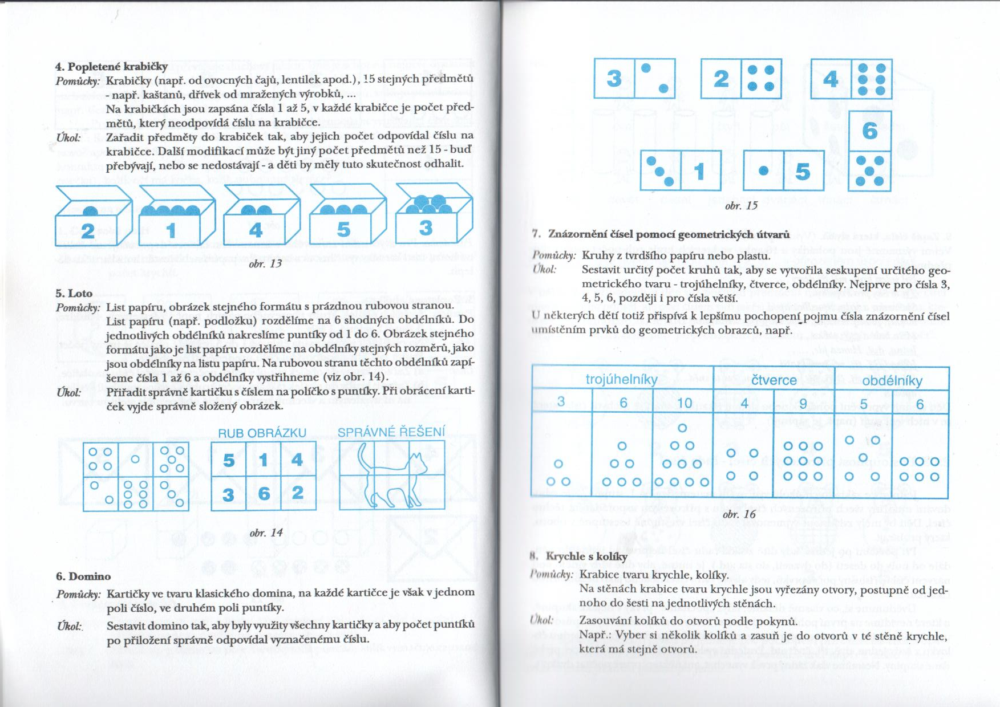 4. Popletené krabičky
Pomůcky: Krabičky (např. od ovocných čajů, lentilek apod.), 15 stejných předmětů
- např. kaštanů, dřívek od mražených výrobků, ...
Na krabičkách jsou zapsána čísla 1 až 5, v každé krabičce je počet před-
mětů, který neodpovídá číslu na krabičce.
Úkol: Zařadit předměty do krabiček tak, aby jejich počet odpovídal číslu na
krabičce. Další modifikací může být jiný počet předmětů než 15 - buď
přebývají, nebo se nedostávají - a děti by měly tuto skutečnost odhalit.
2 1 4 5 3
obr. 13
5. Loto
Pomůcky: List papíru, obrázek stejného formátu s prázdnou rubovou stranou.
List papíru (např. podložku) rozdělíme na 6 shodných obdélníků. Do
jednotlivých obdélníků nakreslíme puntíky od 1 do 6. Obrázek stejného
formátu jako je list papíru rozdělíme na obdélníky stejných rozměrů, jako
jsou obdélníky na listu papíru. Na rubovou stranu těchto obdélníků zapí-
šeme čísla 1 až 6 a obdélníky vystřihneme (viz obr. 14).
Úkol: Přiřadit správně kartičku s číslem na políčko s puntíky. Při obrácení karti-
ček vyjde správně složený obrázek.
RUB OBRÁZKU SPRÁVNÉ ŘEŠENÍ
5 1 4
3 6 2
obr. 14
6. Domino
Pomůcky: Kartičky ve tvaru klasického domina, na každé kartičce je však v jednom
poli číslo, ve druhém poli puntíky.
Úkol: Sestavit domino tak, aby byly využity všechny kartičky a aby počet puntíků
po přiložení správně odpovídal vyznačenému číslu.
3 2 4
6
1 5
obr. 15
7. Znázornění čísel pomocí geometrických útvarů
Pomůcky: Kruhy z tvrdšího papíru nebo plastu.
Úkol: Sestavit určitý počet kruhů tak, aby se vytvořila seskupení určitého geo-
metrického tvaru - trojúhelníky, čtverce, obdélníky. Nejprve pro čísla 3,
4, 5, 6, později i pro čísla větší.
U některých dětí totiž přispívá k lepšímu pochopení pojmu čísla znázornění čísel
umístěním prvků do geometrických obrazců, např.
trojúhelníky čtverce obdélníky
3 6 10 4 9 5 6
obr. 16
8. Krychle s kolíky
Pomůcky: Krabice tvaru krychle, kolíky.
Na stěnách krabice tvaru krychle jsou vyřezány otvory, postupně od jed-
noho do šesti na jednotlivých stěnách.
Úkol: Zasouvání kolíků do otvorů podle pokynů.
Např.: Vyber si několik kolíků a zasuň je do otvorů v té stěně krychle,
která má stejně otvorů.